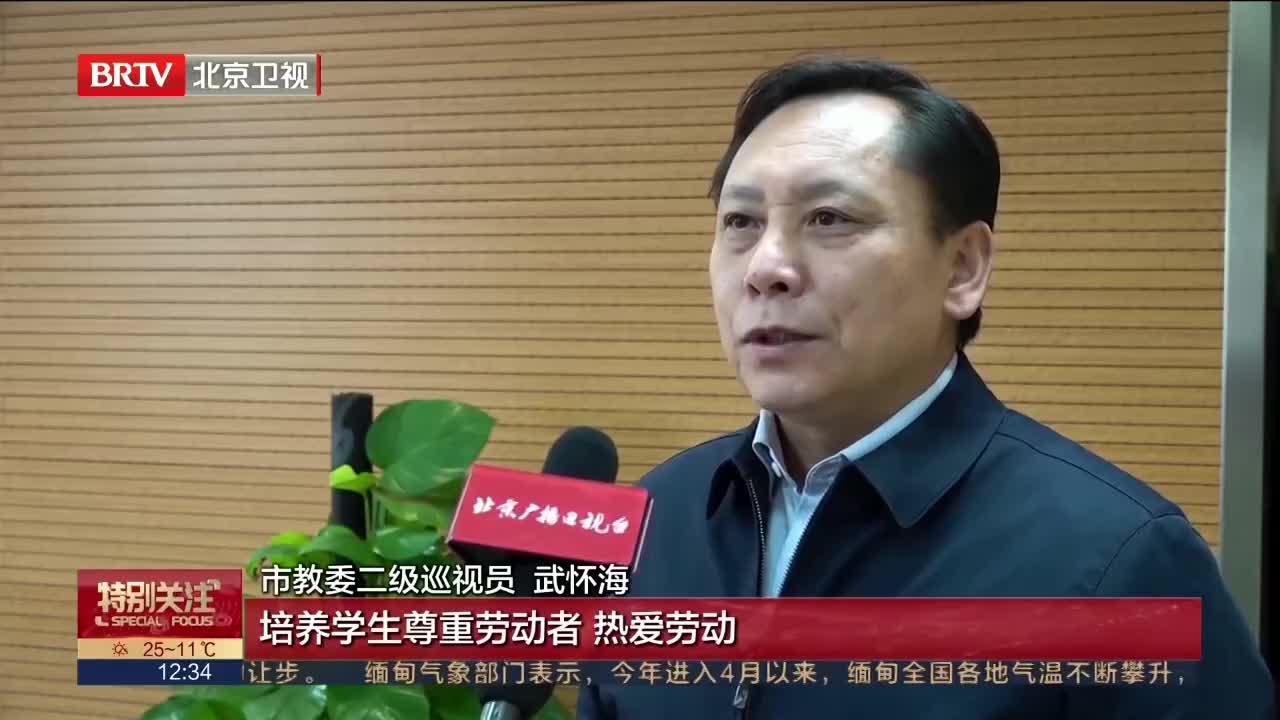 BRTV 北京卫视
北京广播电视台
市教委二级巡视员 武怀海
特别关注
SPECIAL FOCUS
培养学生尊重劳动者 热爱劳动
25~11℃
12:34
让步。 缅甸气象部门表示，今年进入4月以来，缅甸全国各地气温不断攀升，